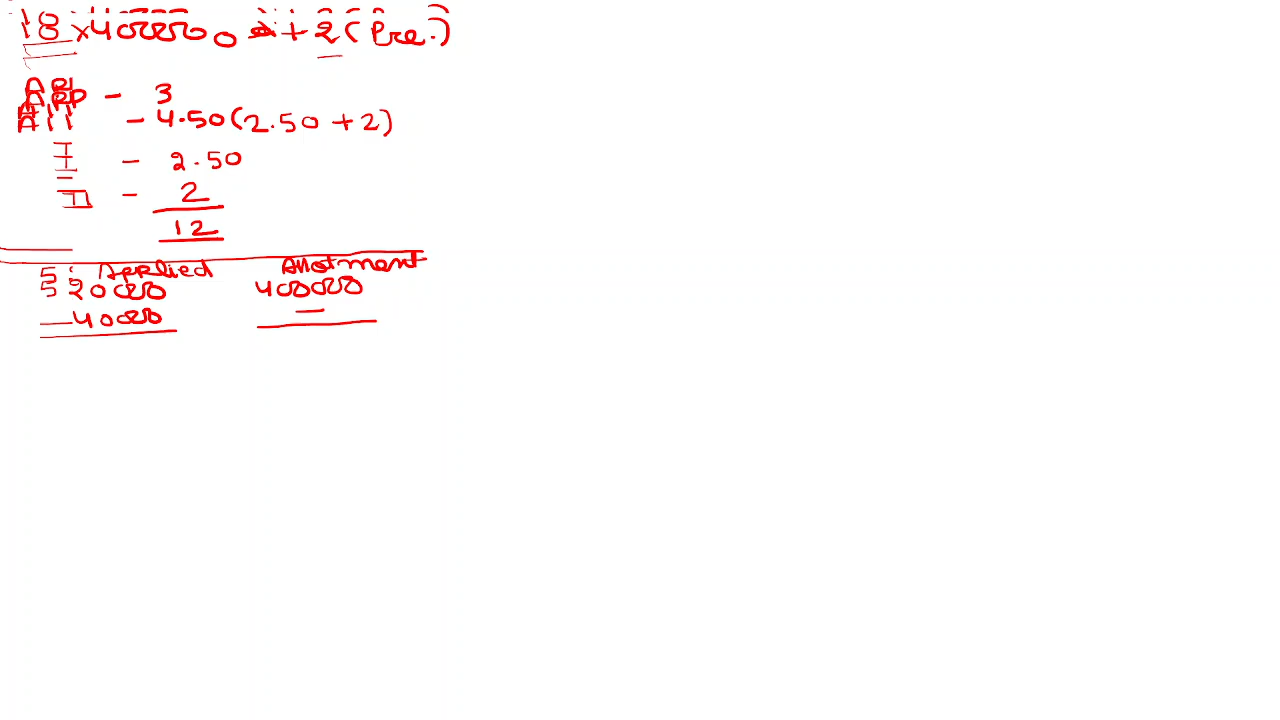 10 × 400000 + 2 (Pre.)
APP - 3
All - 4.50 (2.50 + 2)
I - 2.50
II - 2
12
Applied Allotment
520000 400000
40000 —